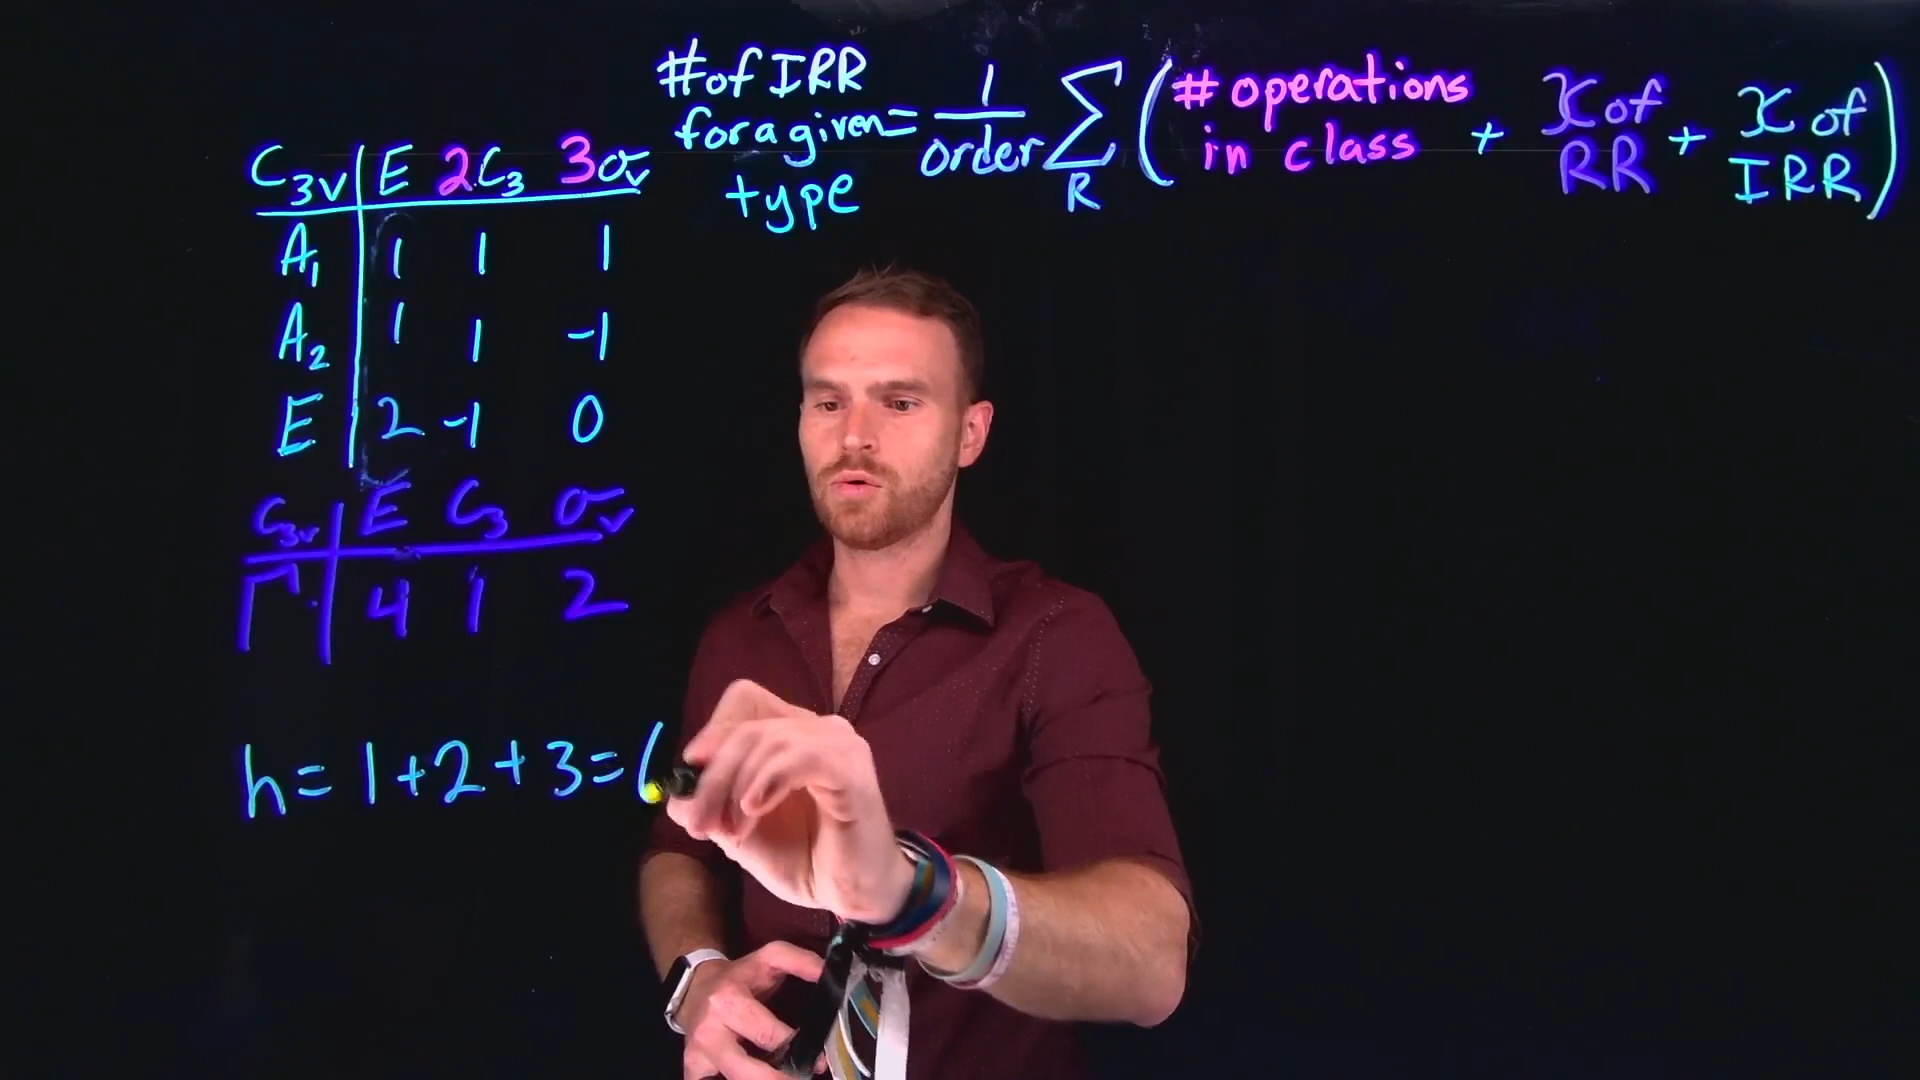 C3v E 2C3 3σv
A1 1 1 1
A2 1 1 -1
E 2 -1 0
C3v E C3 σv
Γ 4 1 2
h = 1 + 2 + 3 = 6
# of IRR for a given type = 1/order Σ R ( # operations in class + χ of RR + χ of IRR )